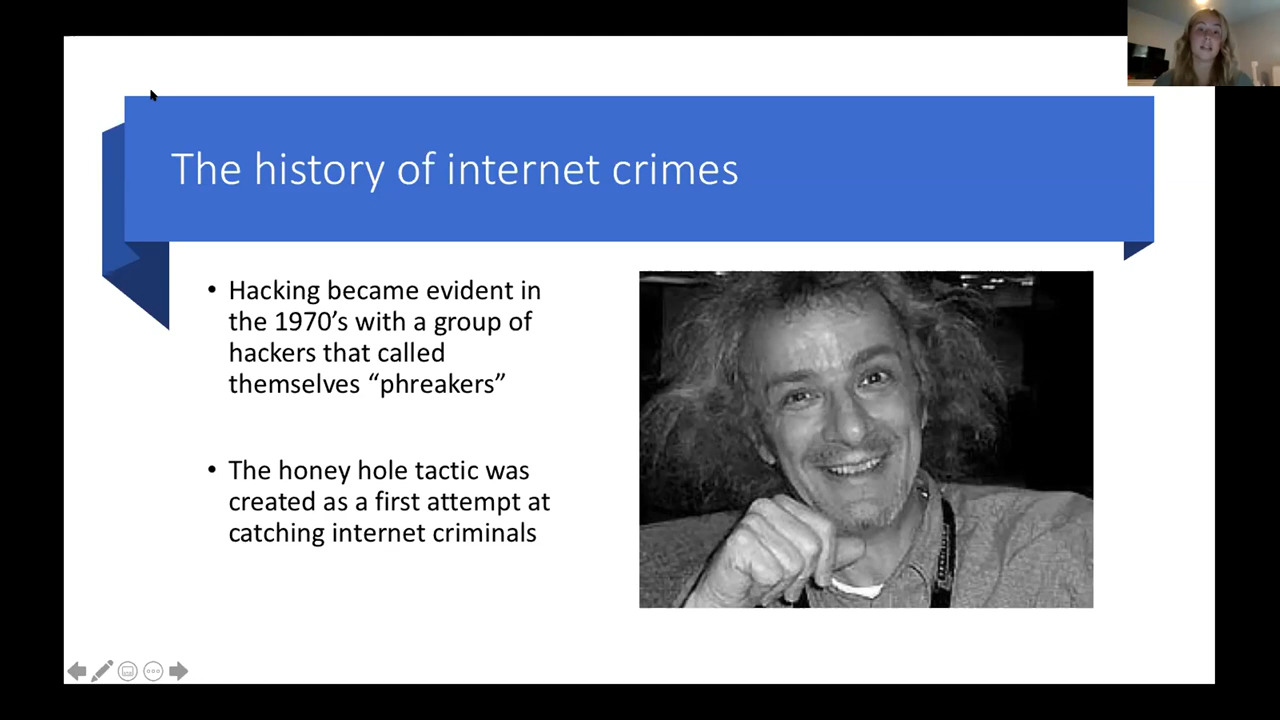 The history of internet crimes
• Hacking became evident in
the 1970’s with a group of
hackers that called
themselves “phreakers”
• The honey hole tactic was
created as a first attempt at
catching internet criminals